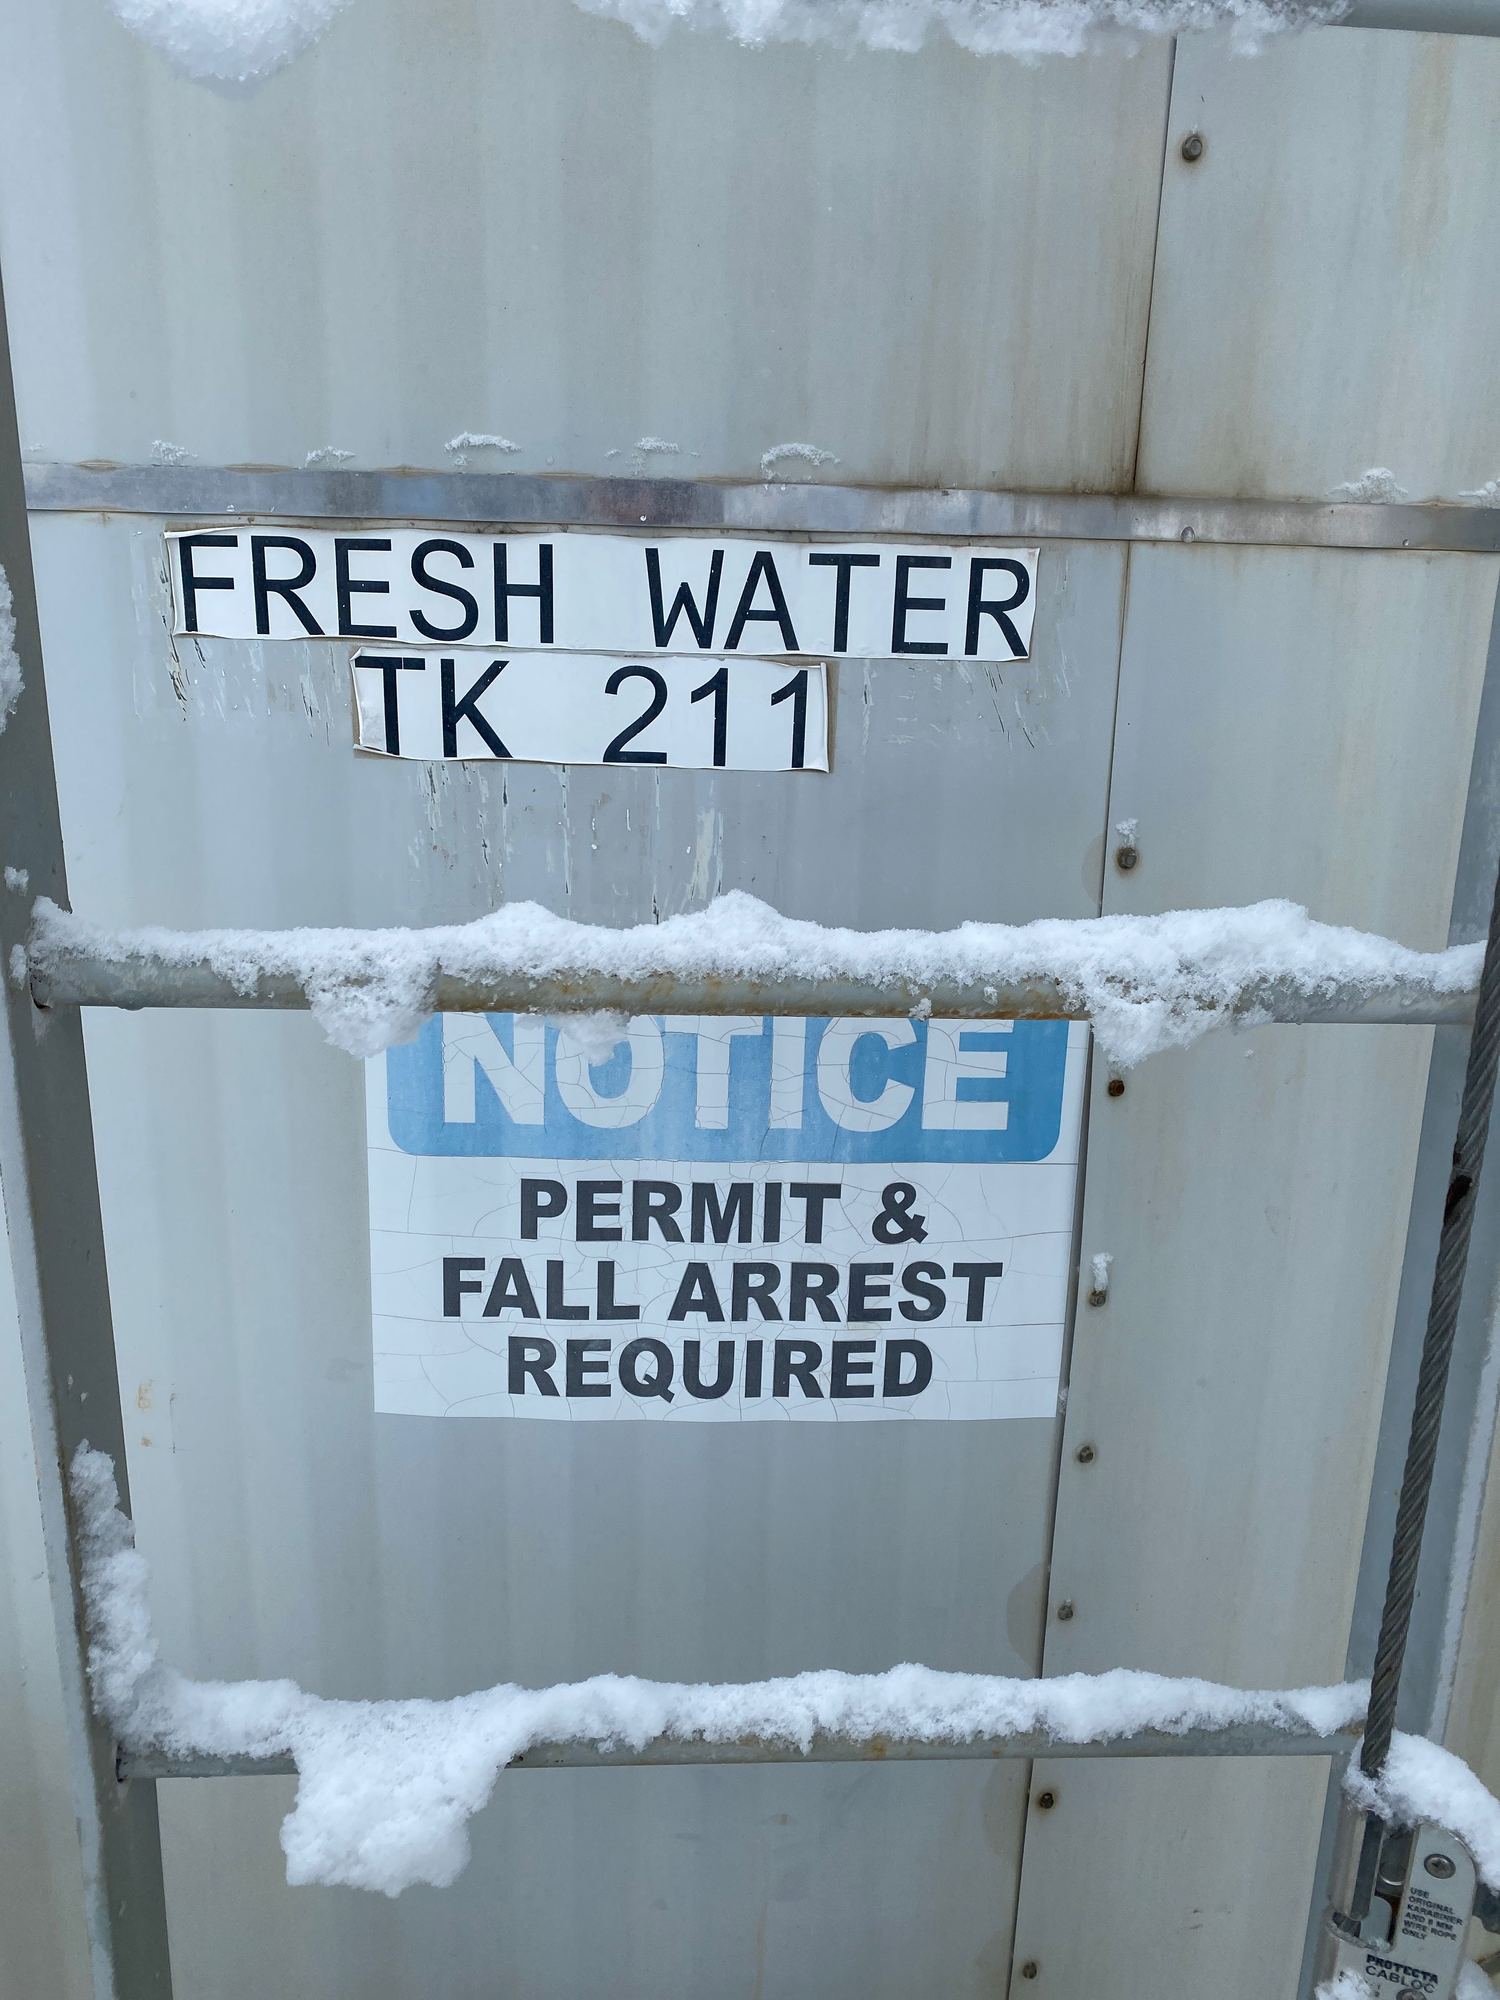 FRESH WATER
TK 211
NOTICE
PERMIT &
FALL ARREST
REQUIRED
USE
ORIGINAL
KARABINER
AND 8 MM
WIRE ROPE
ONLY
PROTECTA
CABLOC